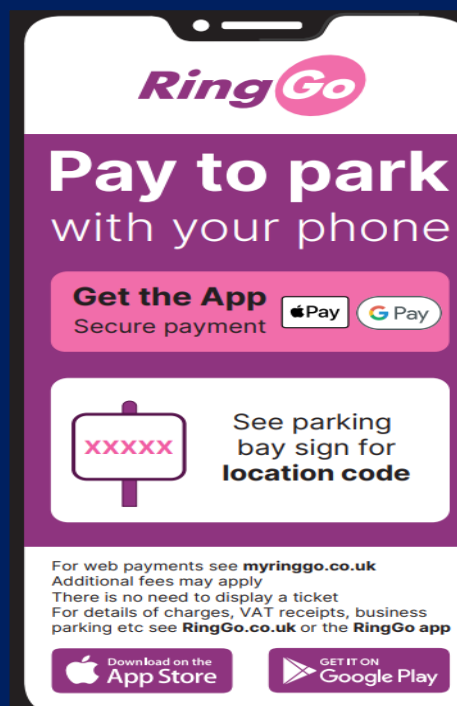 RingGo
Pay to park
with your phone
Get the App
Secure payment
Pay
G Pay
xxxxx
See parking
bay sign for
location code
For web payments see myringgo.co.uk
Additional fees may apply
There is no need to display a ticket
For details of charges, VAT receipts, business
parking etc see RingGo.co.uk or the RingGo app
Download on the
App Store
GET IT ON
Google Play